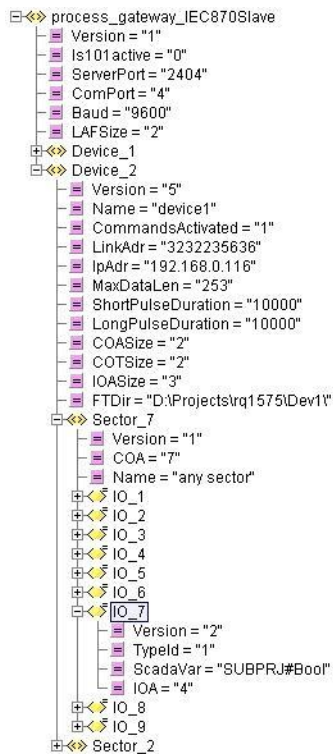 process_gateway_IEC870Slave
Version = "1"
Is101active = "0"
ServerPort = "2404"
ComPort = "4"
Baud = "9600"
LAFSize = "2"
Device_1
Device_2
Version = "5"
Name = "device1"
CommandsActivated = "1"
LinkAdr = "3232235636"
IpAdr = "192.168.0.116"
MaxDataLen = "253"
ShortPulseDuration = "10000"
LongPulseDuration = "10000"
COASize = "2"
COTSize = "2"
IOASize = "3"
FTDir = "D:\Projects\rq1575\Dev1\"
Sector_7
Version = "1"
COA = "7"
Name = "any sector"
IO_1
IO_2
IO_3
IO_4
IO_5
IO_6
IO_7
Version = "2"
TypeId = "1"
ScadaVar = "SUBPRJ#Bool"
IOA = "4"
IO_8
IO_9
Sector_2